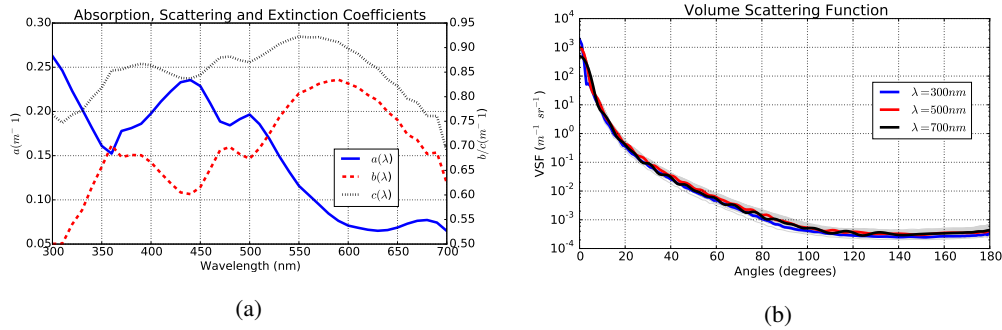 Absorption, Scattering and Extinction Coefficients
0.30
0.25
0.20
0.15
0.10
0.05
a(m⁻ 1)
0.95
0.90
0.85
0.80
0.75
0.70
0.65
0.60
0.55
0.50
b/c(m⁻1)
300 350 400 450 500 550 600 650 700
Wavelength (nm)
a(λ)
b(λ)
c(λ)
(a)
Volume Scattering Function
10⁴
10³
10²
10¹
10⁰
10⁻¹
10⁻²
10⁻³
10⁻⁴
VSF (m⁻¹ sr⁻¹)
0 20 40 60 80 100 120 140 160 180
Angles (degrees)
λ=300nm
λ=500nm
λ=700nm
(b)